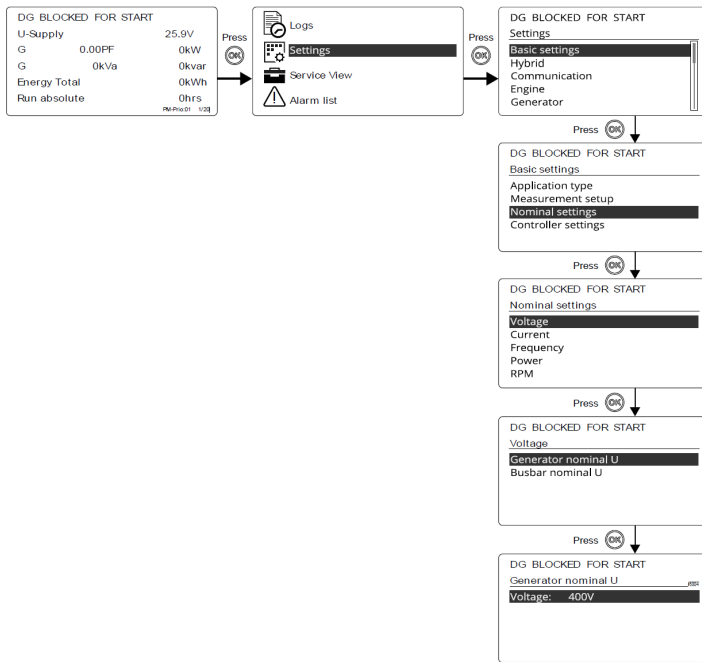 DG BLOCKED FOR START
U-Supply 25.9V
G 0.00PF 0kW
G 0kVa 0kvar
Energy Total 0kWh
Run absolute 0hrs
PM-Prio:01 1/20
Press
OK
Logs
Settings
Service View
Alarm list
Press
OK
DG BLOCKED FOR START
Settings
Basic settings
Hybrid
Communication
Engine
Generator
Press OK
DG BLOCKED FOR START
Basic settings
Application type
Measurement setup
Nominal settings
Controller settings
Press OK
DG BLOCKED FOR START
Nominal settings
Voltage
Current
Frequency
Power
RPM
Press OK
DG BLOCKED FOR START
Voltage
Generator nominal U
Busbar nominal U
Press OK
DG BLOCKED FOR START
Generator nominal U
Voltage: 400V